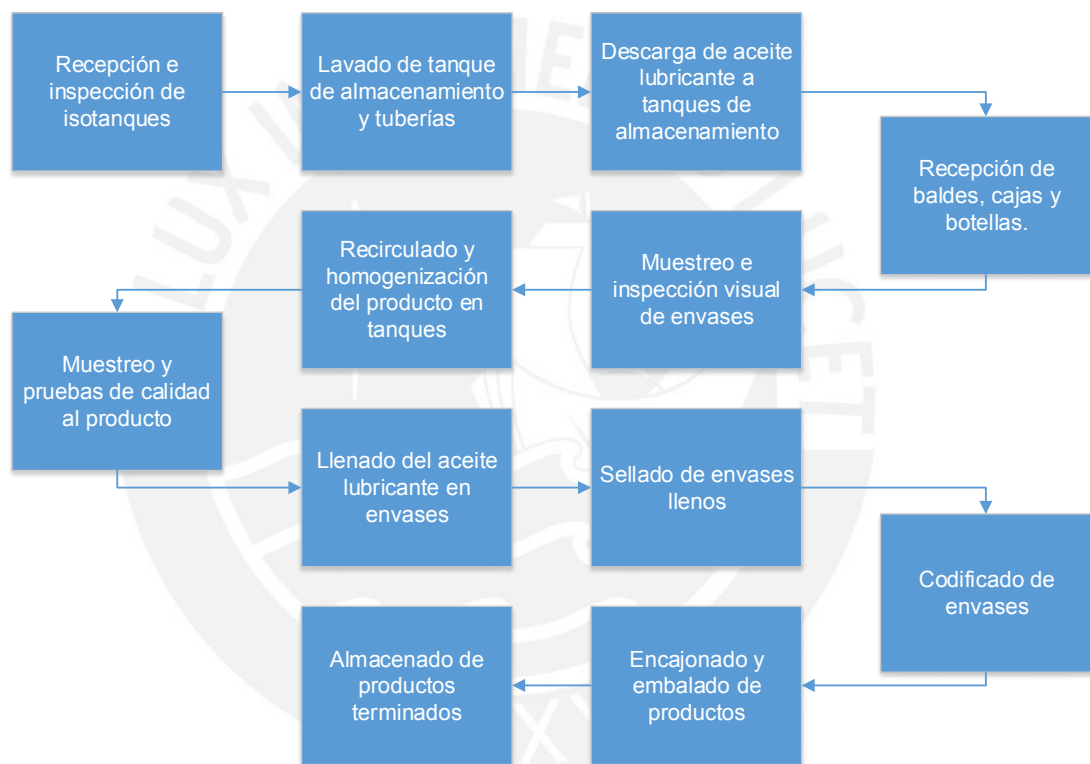 Recepción e
inspección de
isotanques
Lavado de tanque
de almacenamiento
y tuberías
Descarga de aceite
lubricante a
tanques de
almacenamiento
Recepción de
baldes, cajas y
botellas.
Muestreo e
inspección visual
de envases
Recirculado y
homogenización
del producto en
tanques
Muestreo y
pruebas de calidad
al producto
Llenado del aceite
lubricante en
envases
Sellado de envases
llenos
Codificado de
envases
Encajonado y
embalado de
productos
Almacenado de
productos
terminados
LUX